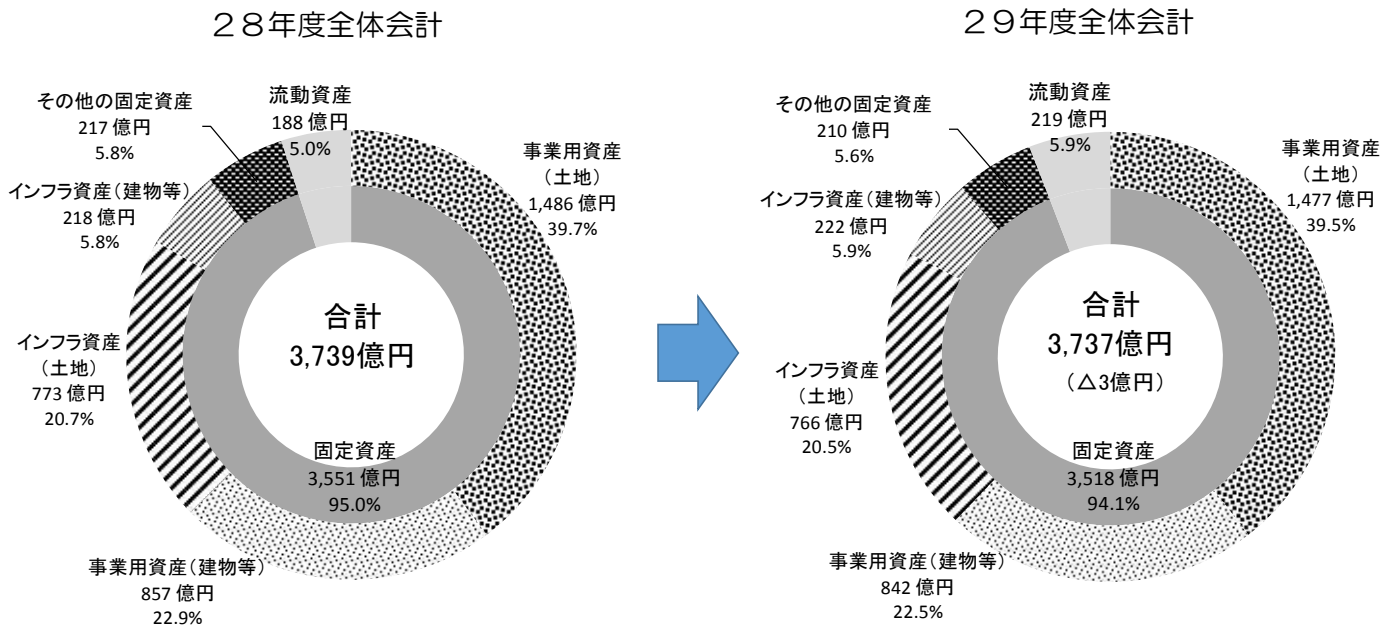 28年度全体会計
その他の固定資産
217 億円
5.8%
流動資産
188 億円
5.0%
事業用資産
（土地）
1,486 億円
39.7%
インフラ資産（建物等）
218 億円
5.8%
合計
3,739億円
インフラ資産
（土地）
773 億円
20.7%
固定資産
3,551 億円
95.0%
事業用資産（建物等）
857 億円
22.9%
29年度全体会計
その他の固定資産
210 億円
5.6%
流動資産
219 億円
5.9%
事業用資産
（土地）
1,477 億円
39.5%
インフラ資産（建物等）
222 億円
5.9%
合計
3,737億円
（△3億円）
インフラ資産
（土地）
766 億円
20.5%
固定資産
3,518 億円
94.1%
事業用資産（建物等）
842 億円
22.5%